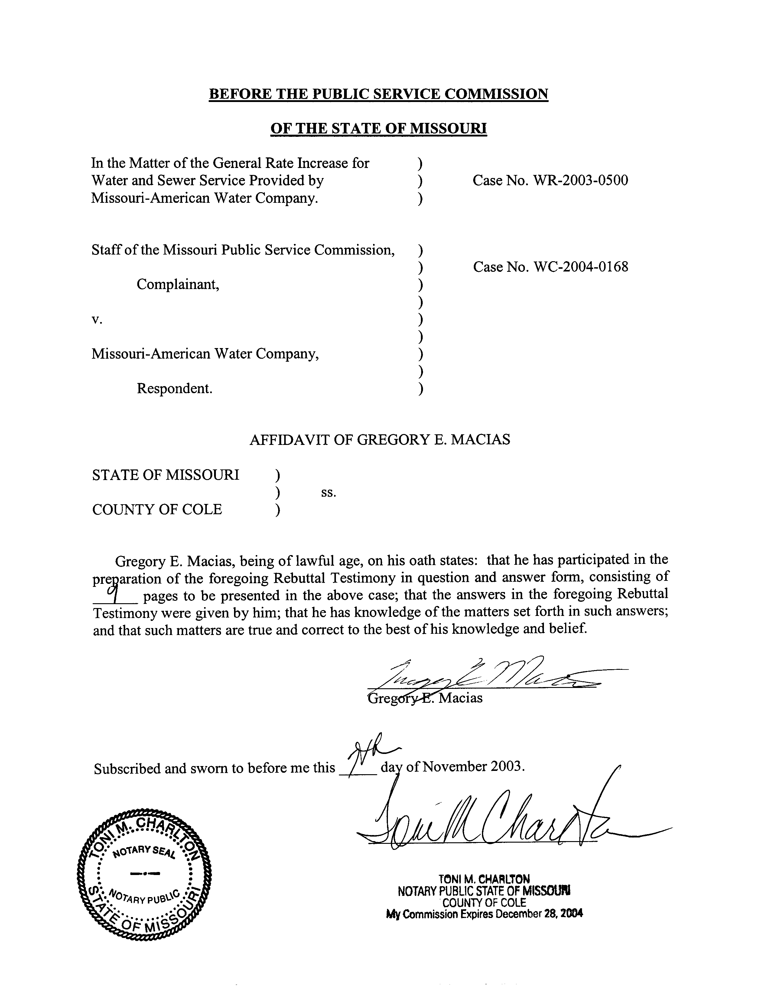 BEFORE THE PUBLIC SERVICE COMMISSION
OF THE STATE OF MISSOURI
In the Matter of the General Rate Increase for )
Water and Sewer Service Provided by ) Case No. WR-2003-0500
Missouri-American Water Company. )
Staff of the Missouri Public Service Commission, )
) Case No. WC-2004-0168
Complainant, )
)
v. )
)
Missouri-American Water Company, )
)
Respondent. )
AFFIDAVIT OF GREGORY E. MACIAS
STATE OF MISSOURI )
) ss.
COUNTY OF COLE )
Gregory E. Macias, being of lawful age, on his oath states: that he has participated in the
preparation of the foregoing Rebuttal Testimony in question and answer form, consisting of
9 pages to be presented in the above case; that the answers in the foregoing Rebuttal
Testimony were given by him; that he has knowledge of the matters set forth in such answers;
and that such matters are true and correct to the best of his knowledge and belief.
Gregory E Macias
Gregory E. Macias
Subscribed and sworn to before me this 7th day of November 2003.
Toni M Charlton
TONI M. CHARLTON
NOTARY SEAL
NOTARY PUBLIC
STATE OF MISSOURI
TONI M. CHARLTON
NOTARY PUBLIC STATE OF MISSOURI
COUNTY OF COLE
My Commission Expires December 28, 2004